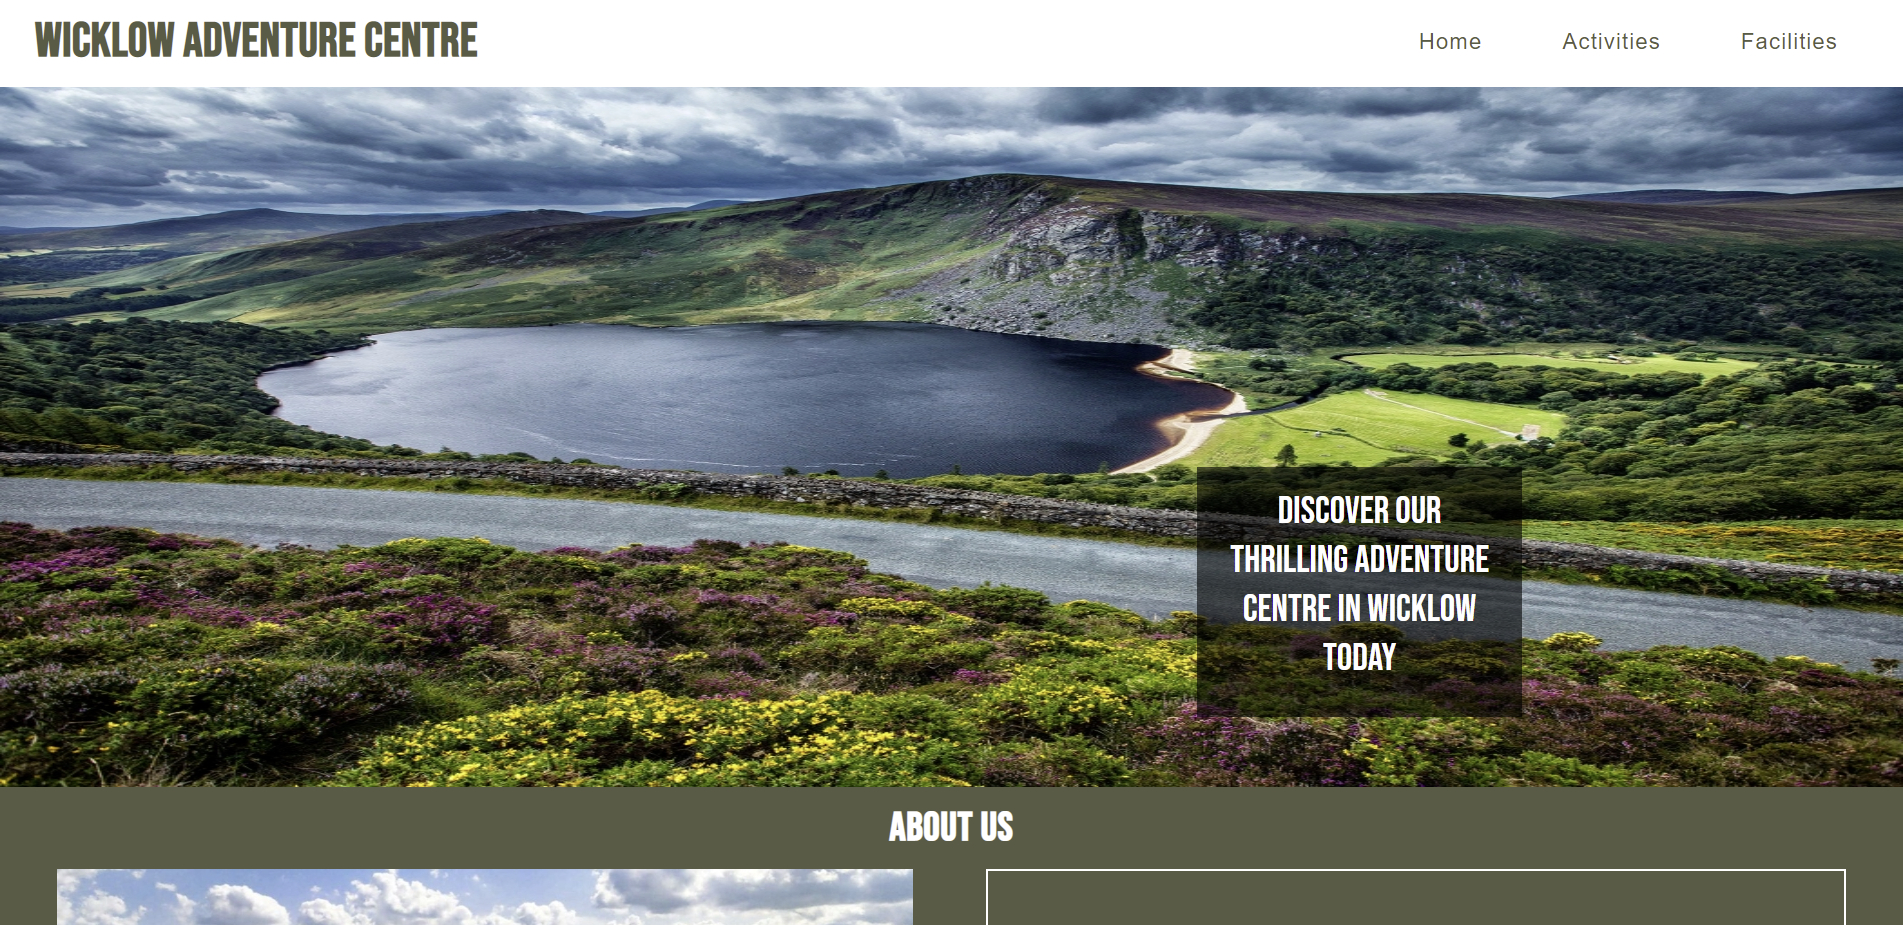 WICKLOW ADVENTURE CENTRE
Home Activities Facilities
DISCOVER OUR
THRILLING ADVENTURE
CENTRE IN WICKLOW
TODAY
ABOUT US